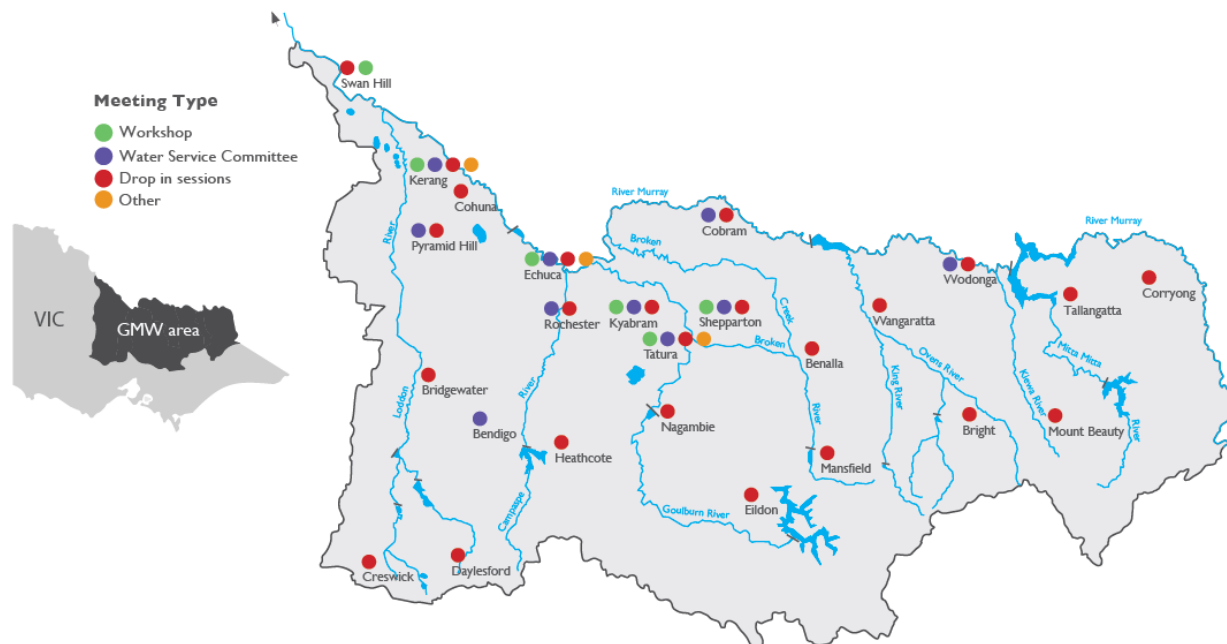 Swan Hill
Meeting Type
Workshop
Water Service Committee
Drop in sessions
Other
Kerang
Cohuna
River Murray
Cobram
River Murray
River
Pyramid Hill
Broken
Echuca
Wodonga
Corryong
Tallangatta
VIC
GMW area
Rochester
Kyabram
Shepparton
Creek
Wangaratta
Tatura
Broken
Benalla
Mitta Mitta
Ovens River
Bridgewater
River
King River
Kiewa River
Loddon
Bendigo
Nagambie
River
Bright
Mount Beauty
River
Heathcote
Mansfield
Eildon
Campaspe
Goulburn River
Creswick
Daylesford